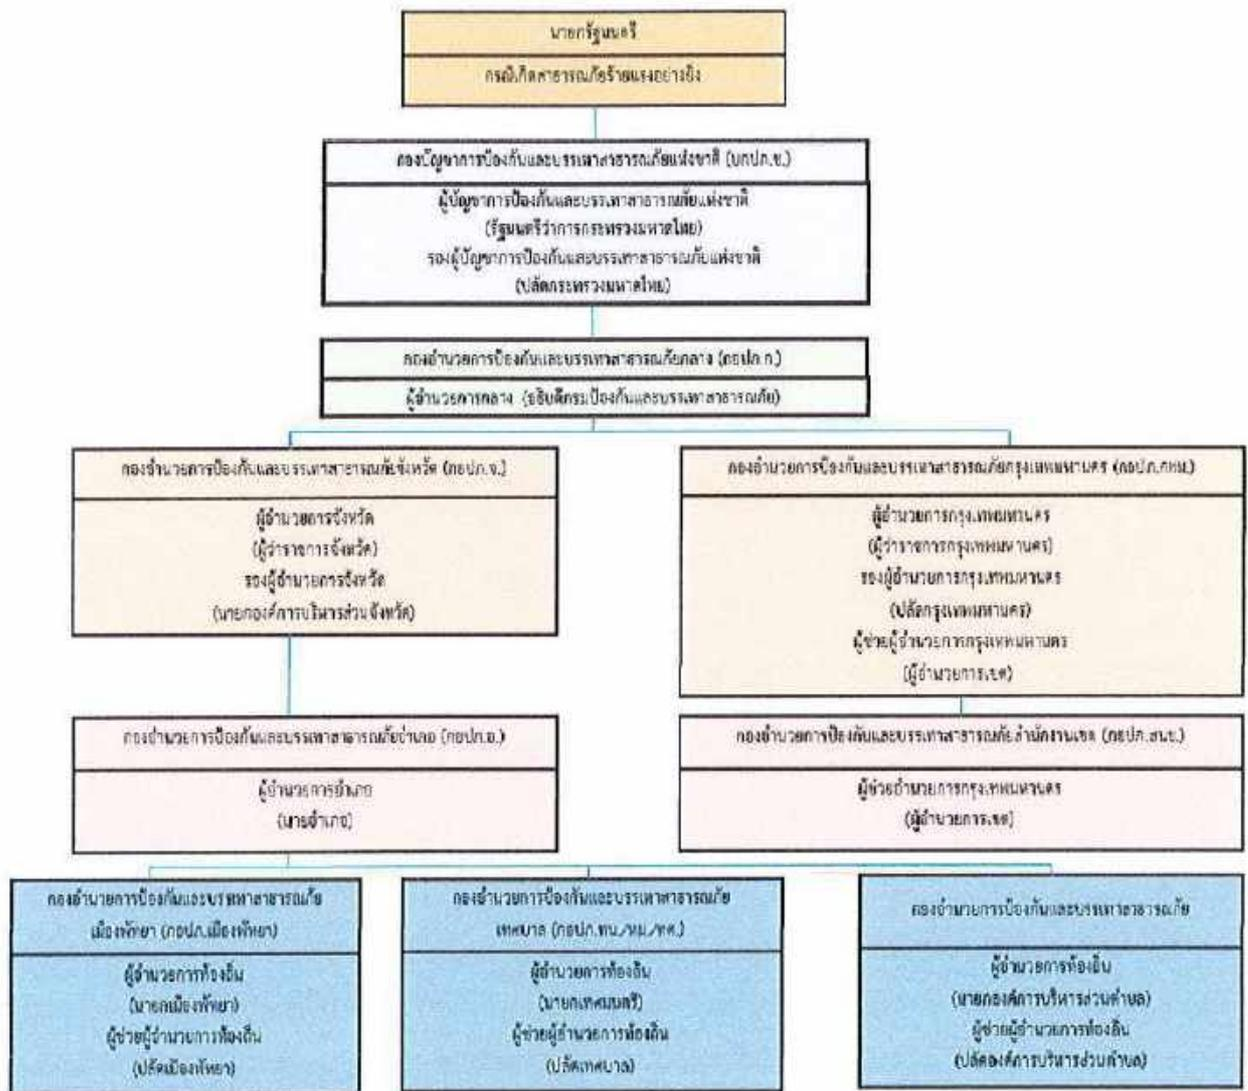 นายกรัฐมนตรี
กรณีเกิดสาธารณภัยร้ายแรงอย่างยิ่ง
กองบัญชาการป้องกันและบรรเทาสาธารณภัยแห่งชาติ (บกปภ.ช.)
ผู้บัญชาการป้องกันและบรรเทาสาธารณภัยแห่งชาติ
(รัฐมนตรีว่าการกระทรวงมหาดไทย)
รองผู้บัญชาการป้องกันและบรรเทาสาธารณภัยแห่งชาติ
(ปลัดกระทรวงมหาดไทย)
กองอำนวยการป้องกันและบรรเทาสาธารณภัยกลาง (กอปภ.ก.)
ผู้อำนวยการกลาง (อธิบดีกรมป้องกันและบรรเทาสาธารณภัย)
กองอำนวยการป้องกันและบรรเทาสาธารณภัยจังหวัด (กอปภ.จ.)
ผู้อำนวยการจังหวัด
(ผู้ว่าราชการจังหวัด)
รองผู้อำนวยการจังหวัด
(นายกองค์การบริหารส่วนจังหวัด)
กองอำนวยการป้องกันและบรรเทาสาธารณภัยกรุงเทพมหานคร (กอปภ.กทม.)
ผู้อำนวยการกรุงเทพมหานคร
(ผู้ว่าราชการกรุงเทพมหานคร)
รองผู้อำนวยการกรุงเทพมหานคร
(ปลัดกรุงเทพมหานคร)
ผู้ช่วยผู้อำนวยการกรุงเทพมหานคร
(ผู้อำนวยการเขต)
กองอำนวยการป้องกันและบรรเทาสาธารณภัยอำเภอ (กอปภ.อ.)
ผู้อำนวยการอำเภอ
(นายอำเภอ)
กองอำนวยการป้องกันและบรรเทาสาธารณภัยสำนักงานเขต (กอปภ.สนข.)
ผู้ช่วยอำนวยการกรุงเทพมหานคร
(ผู้อำนวยการเขต)
กองอำนวยการป้องกันและบรรเทาสาธารณภัย
เมืองพัทยา (กอปภ.เมืองพัทยา)
ผู้อำนวยการท้องถิ่น
(นายกเมืองพัทยา)
ผู้ช่วยผู้อำนวยการท้องถิ่น
(ปลัดเมืองพัทยา)
กองอำนวยการป้องกันและบรรเทาสาธารณภัย
เทศบาล (กอปภ.ทน./ทม./ทต.)
ผู้อำนวยการท้องถิ่น
(นายกเทศมนตรี)
ผู้ช่วยผู้อำนวยการท้องถิ่น
(ปลัดเทศบาล)
กองอำนวยการป้องกันและบรรเทาสาธารณภัย
ผู้อำนวยการท้องถิ่น
(นายกองค์การบริหารส่วนตำบล)
ผู้ช่วยผู้อำนวยการท้องถิ่น
(ปลัดองค์การบริหารส่วนตำบล)